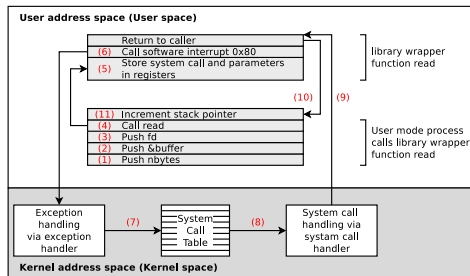 User address space (User space)
Return to caller
(6) Call software interrupt 0x80
(5) Store system call and parameters
in registers
library wrapper
function read
(10)
(9)
(11) Increment stack pointer
(4) Call read
(3) Push fd
(2) Push &buffer
(1) Push nbytes
User mode process
calls library wrapper
function read
Exception
handling
via exception
handler
(7)
System
Call
Table
(8)
System call
handling via
systam call
handler
Kernel address space (Kernel space)